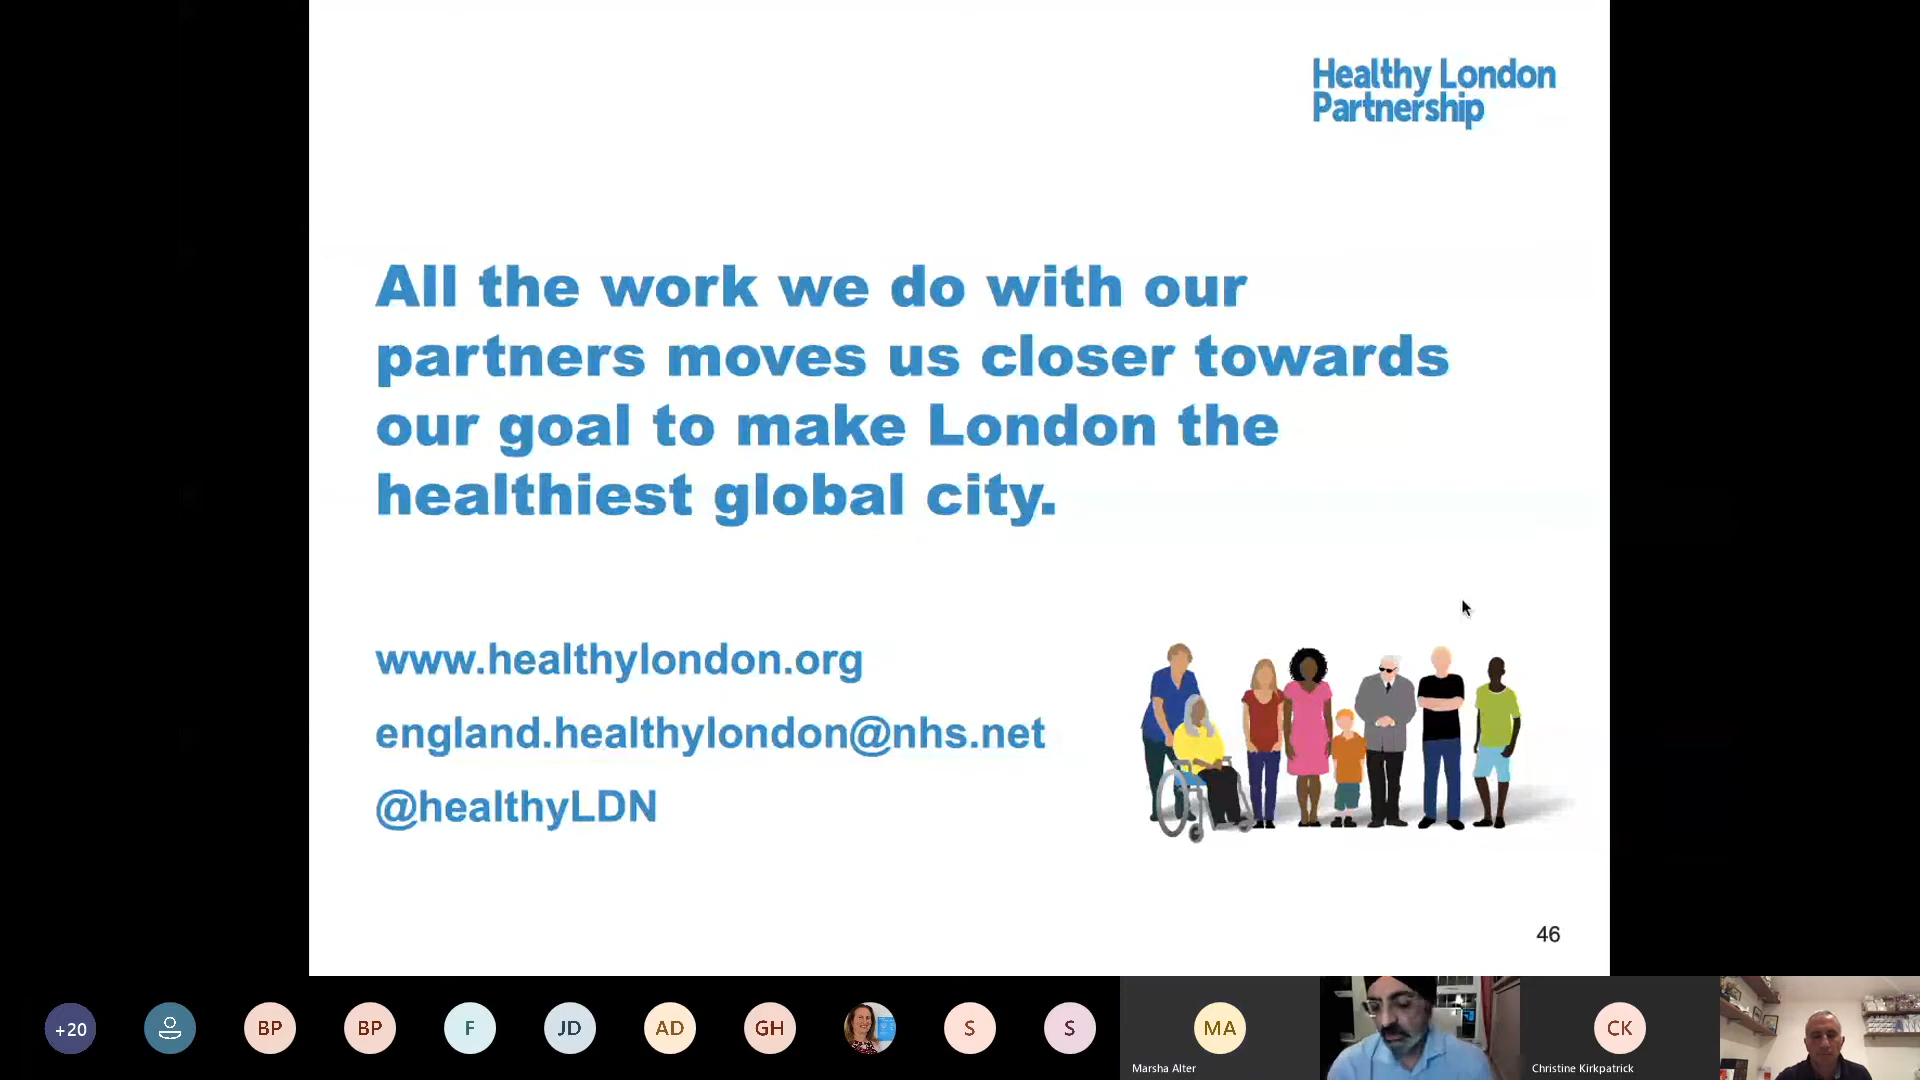 Healthy London
Partnership
All the work we do with our
partners moves us closer towards
our goal to make London the
healthiest global city.
www.healthylondon.org
england.healthylondon@nhs.net
@healthyLDN
46
+20
BP
BP
F
JD
AD
GH
S
S
MA
Marsha Alter
CK
Christine Kirkpatrick